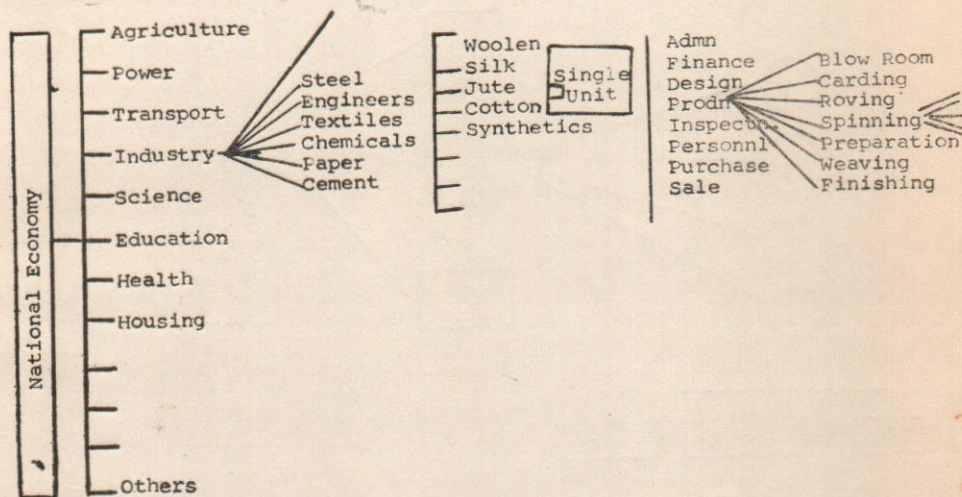 National Economy
Agriculture
Power
Transport
Industry
Science
Education
Health
Housing
Others
Steel
Engineers
Textiles
Chemicals
Paper
Cement
Woolen
Silk
Jute
Cotton
Synthetics
Single
Unit
Admn
Finance
Design
Prodn
Inspectn.
Personnl
Purchase
Sale
Blow Room
Carding
Roving
Spinning
Preparation
Weaving
Finishing